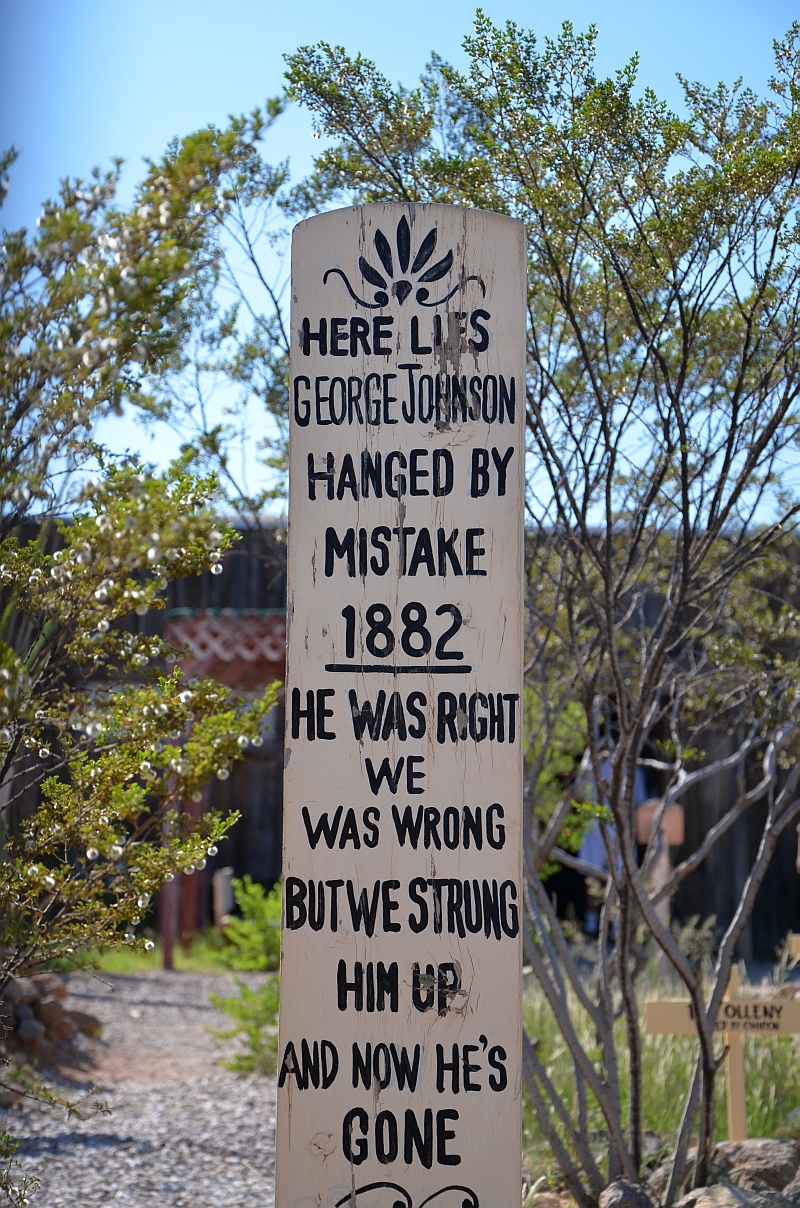 HERE LIES
GEORGE JOHNSON
HANGED BY
MISTAKE
1882
HE WAS RIGHT
WE
WAS WRONG
BUT WE STRUNG
HIM UP
AND NOW HE'S
GONE
OLLENY